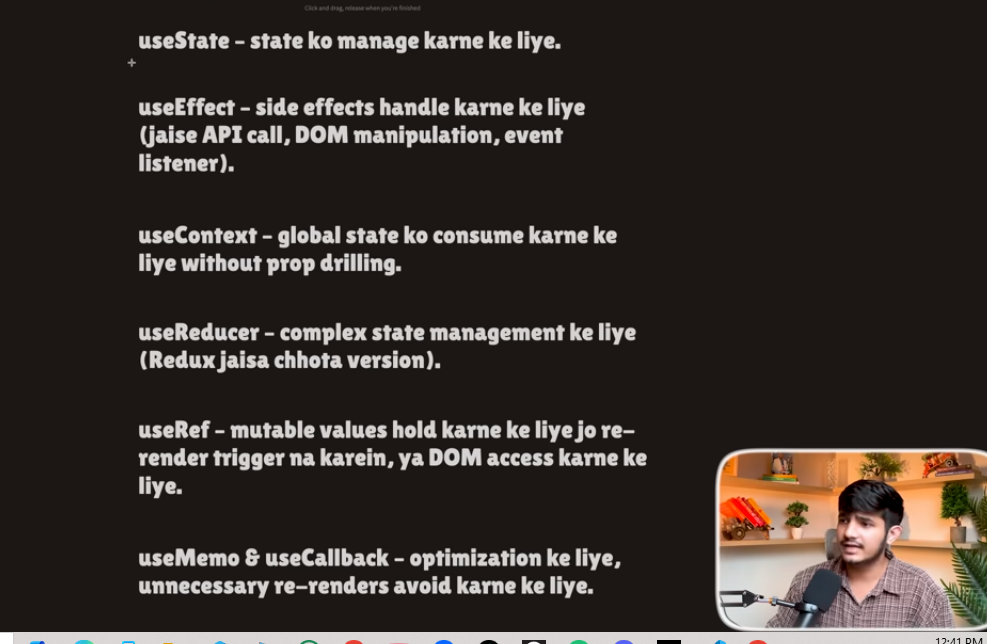 Click and drag, release when you're finished
useState - state ko manage karne ke liye.
useEffect - side effects handle karne ke liye
(jaise API call, DOM manipulation, event
listener).
useContext - global state ko consume karne ke
liye without prop drilling.
useReducer - complex state management ke liye
(Redux jaisa chhota version).
useRef - mutable values hold karne ke liye jo re-
render trigger na karein, ya DOM access karne ke
liye.
useMemo & useCallback - optimization ke liye,
unnecessary re-renders avoid karne ke liye.
12:41 PM